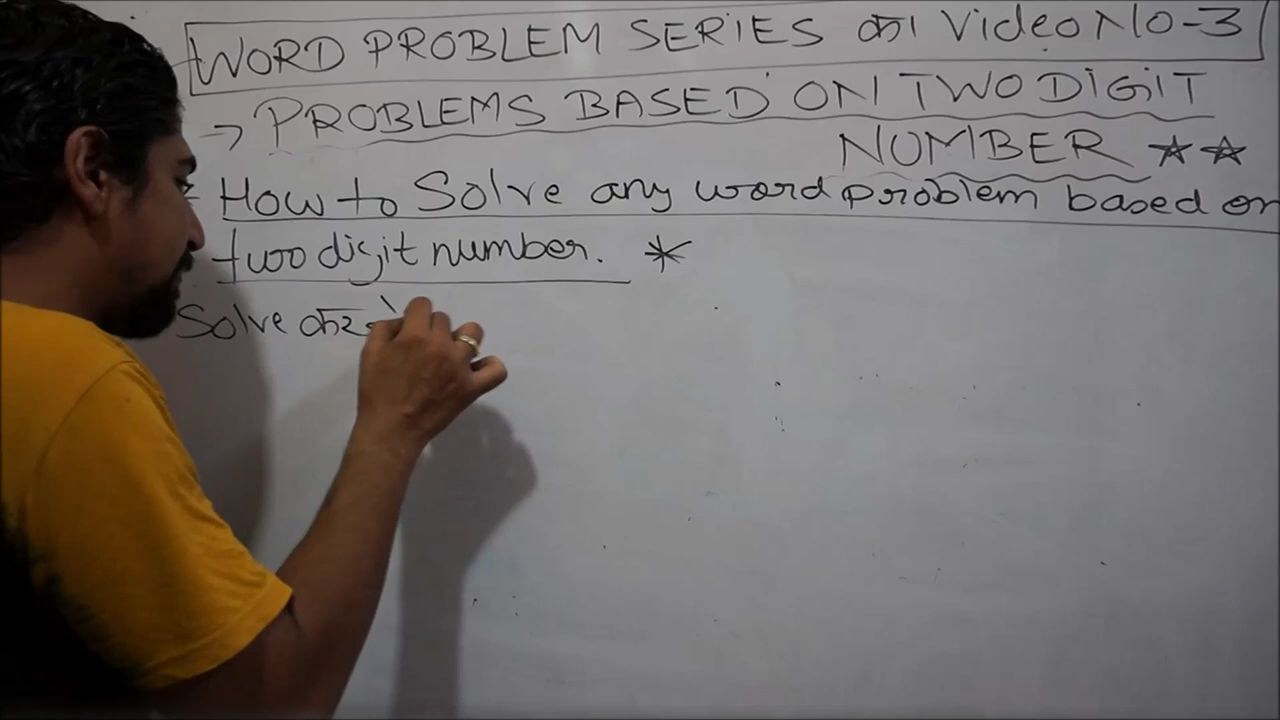 WORD PROBLEM SERIES का Video NO-3
→ PROBLEMS BASED ON TWO DIGIT
NUMBER ☆☆
How to Solve any word problem based on
two digit number. *
Solve करने